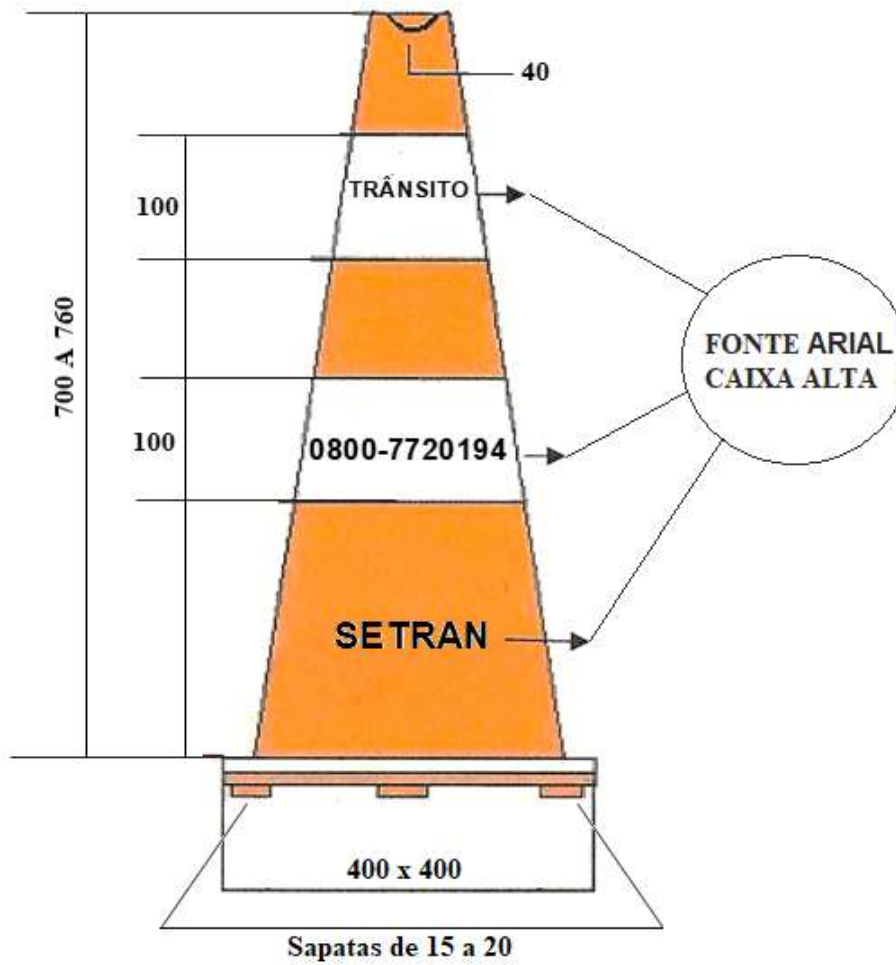 40
TRÂNSITO
100
700 A 760
FONTE ARIAL
CAIXA ALTA
100
0800-7720194
SETRAN
400 x 400
Sapatas de 15 a 20